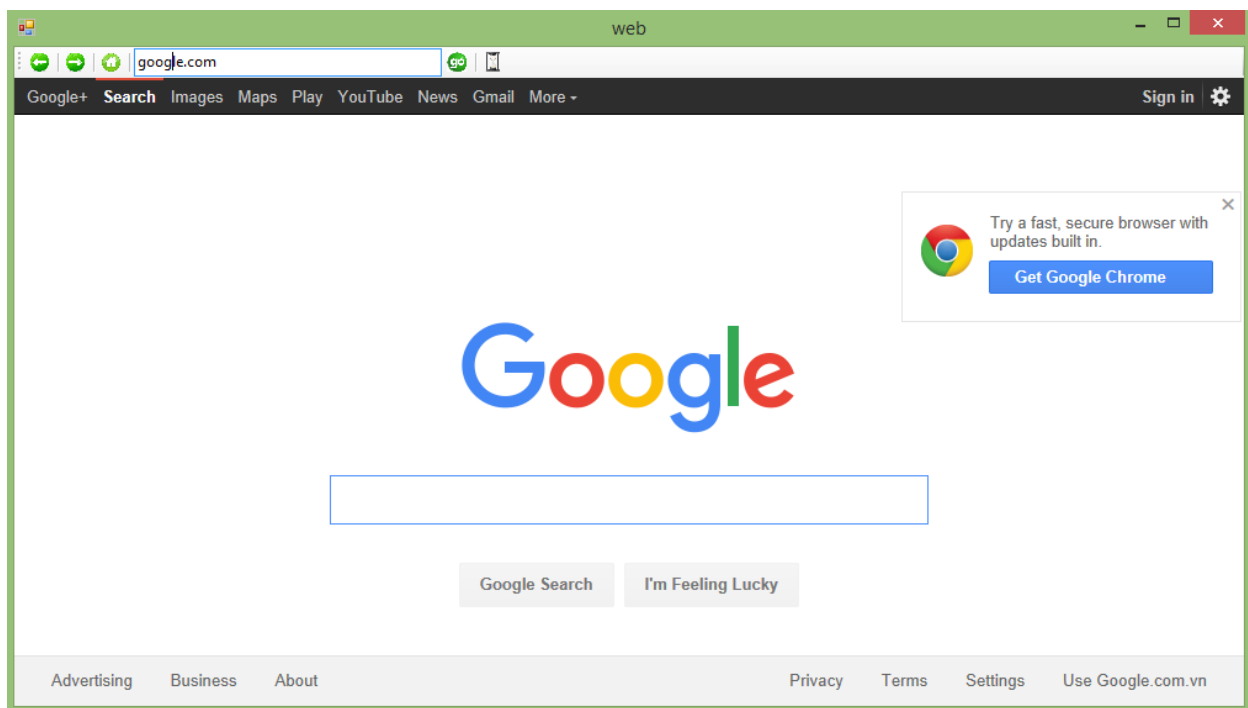 web
google.com
go
Google+ Search Images Maps Play YouTube News Gmail More Sign in
Try a fast, secure browser with
updates built in.
Get Google Chrome
Google
Google Search I'm Feeling Lucky
Advertising Business About Privacy Terms Settings Use Google.com.vn